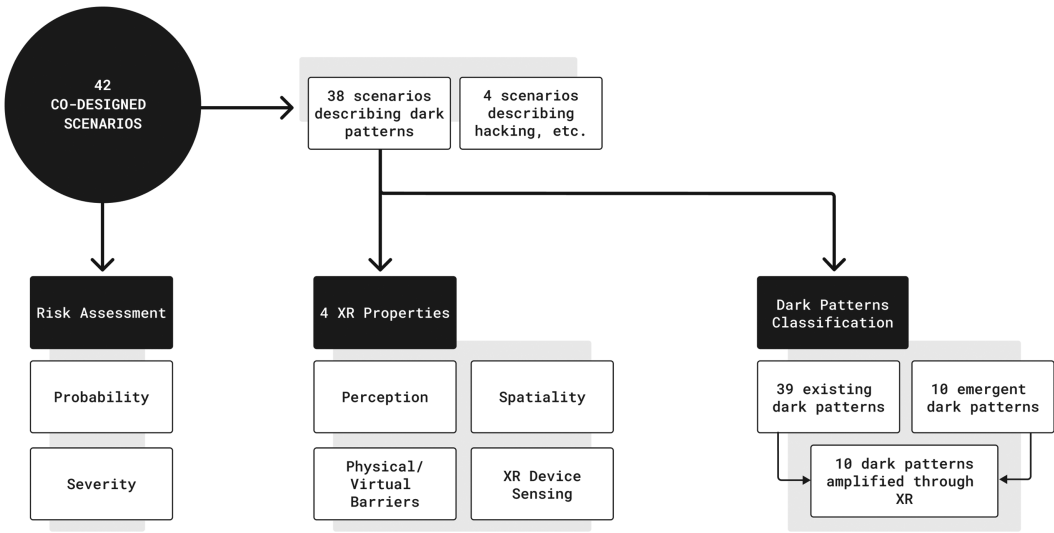 42
CO-DESIGNED
SCENARIOS
38 scenarios
describing dark
patterns
4 scenarios
describing
hacking, etc.
Risk Assessment
Probability
Severity
4 XR Properties
Perception
Spatiality
Physical/
Virtual
Barriers
XR Device
Sensing
Dark Patterns
Classification
39 existing
dark patterns
10 emergent
dark patterns
10 dark patterns
amplified through
XR